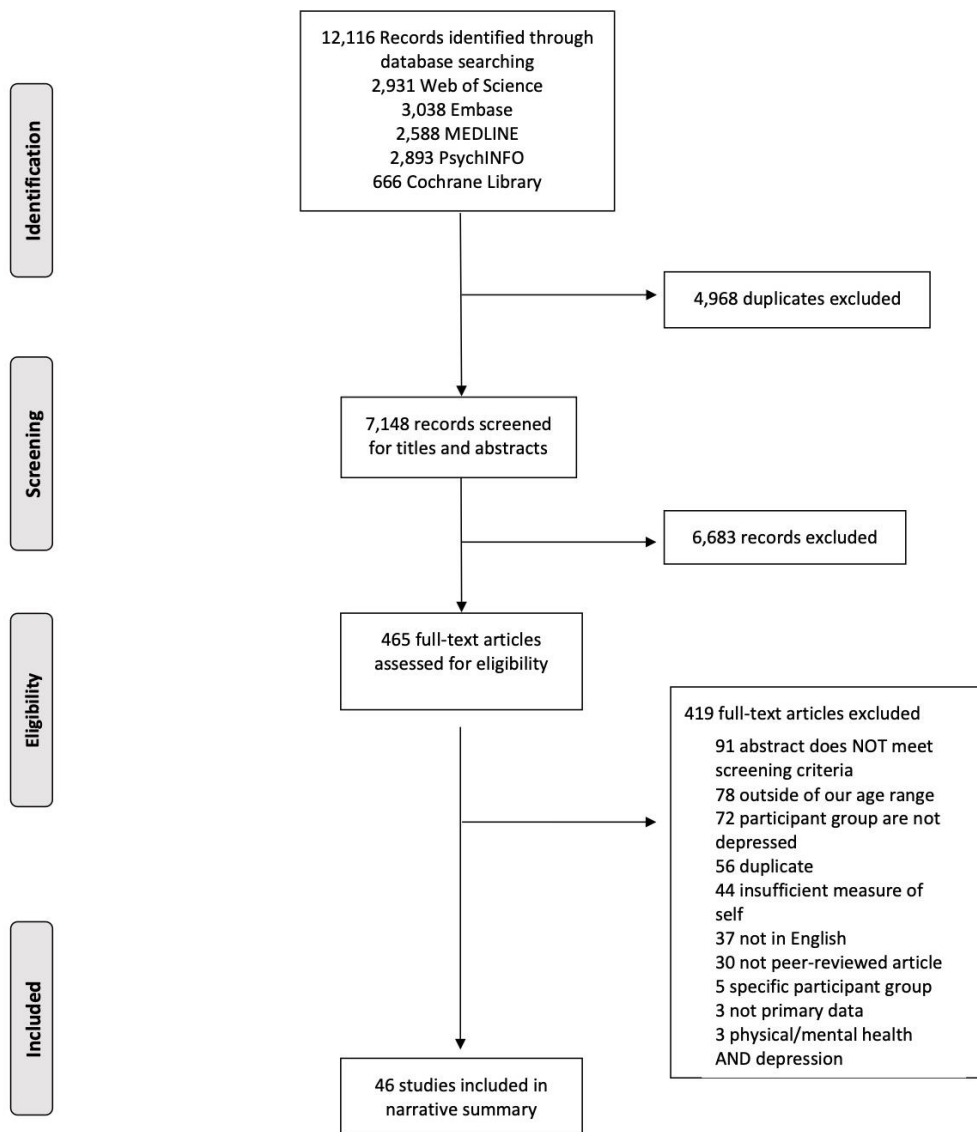 12,116 Records identified through
database searching
2,931 Web of Science
3,038 Embase
2,588 MEDLINE
2,893 PsychINFO
666 Cochrane Library
Identification
4,968 duplicates excluded
Screening
7,148 records screened
for titles and abstracts
6,683 records excluded
Eligibility
465 full-text articles
assessed for eligibility
419 full-text articles excluded
91 abstract does NOT meet
screening criteria
78 outside of our age range
72 participant group are not
depressed
56 duplicate
44 insufficient measure of
self
37 not in English
30 not peer-reviewed article
5 specific participant group
3 not primary data
3 physical/mental health
AND depression
Included
46 studies included in
narrative summary